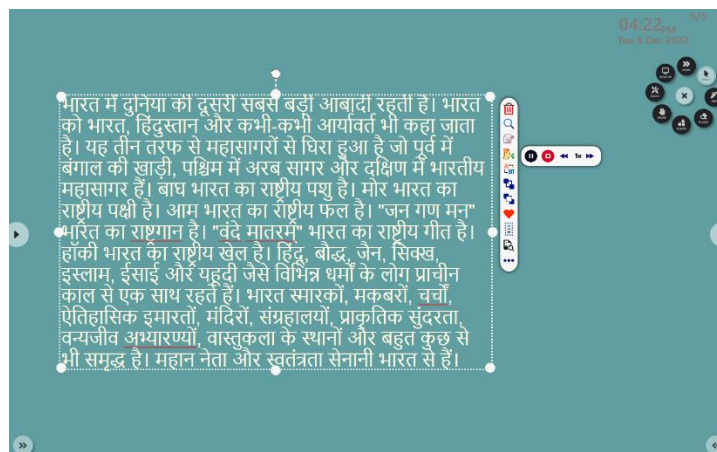 5/5
04:22PM
Tue 6 Dec 2022
भारत में दुनिया की दूसरी सबसे बड़ी आबादी रहती है। भारत
को भारत, हिंदुस्तान और कभी-कभी आर्यावर्त भी कहा जाता
है। यह तीन तरफ से महासागरों से घिरा हुआ है जो पूर्व में
बंगाल की खाड़ी, पश्चिम में अरब सागर और दक्षिण में भारतीय
महासागर हैं। बाघ भारत का राष्ट्रीय पशु है। मोर भारत का
राष्ट्रीय पक्षी है। आम भारत का राष्ट्रीय फल है। "जन गण मन"
भारत का राष्ट्रगान है। "वंदे मातरम्" भारत का राष्ट्रीय गीत है।
हॉकी भारत का राष्ट्रीय खेल है। हिंदू, बौद्ध, जैन, सिक्ख,
इस्लाम, ईसाई और यहूदी जैसे विभिन्न धर्मों के लोग प्राचीन
काल से एक साथ रहते हैं। भारत स्मारकों, मकबरों, चर्चों,
ऐतिहासिक इमारतों, मंदिरों, संग्रहालयों, प्राकृतिक सुंदरता,
वन्यजीव अभ्यारण्यों, वास्तुकला के स्थानों और बहुत कुछ से
भी समृद्ध है। महान नेता और स्वतंत्रता सेनानी भारत से हैं।
1x